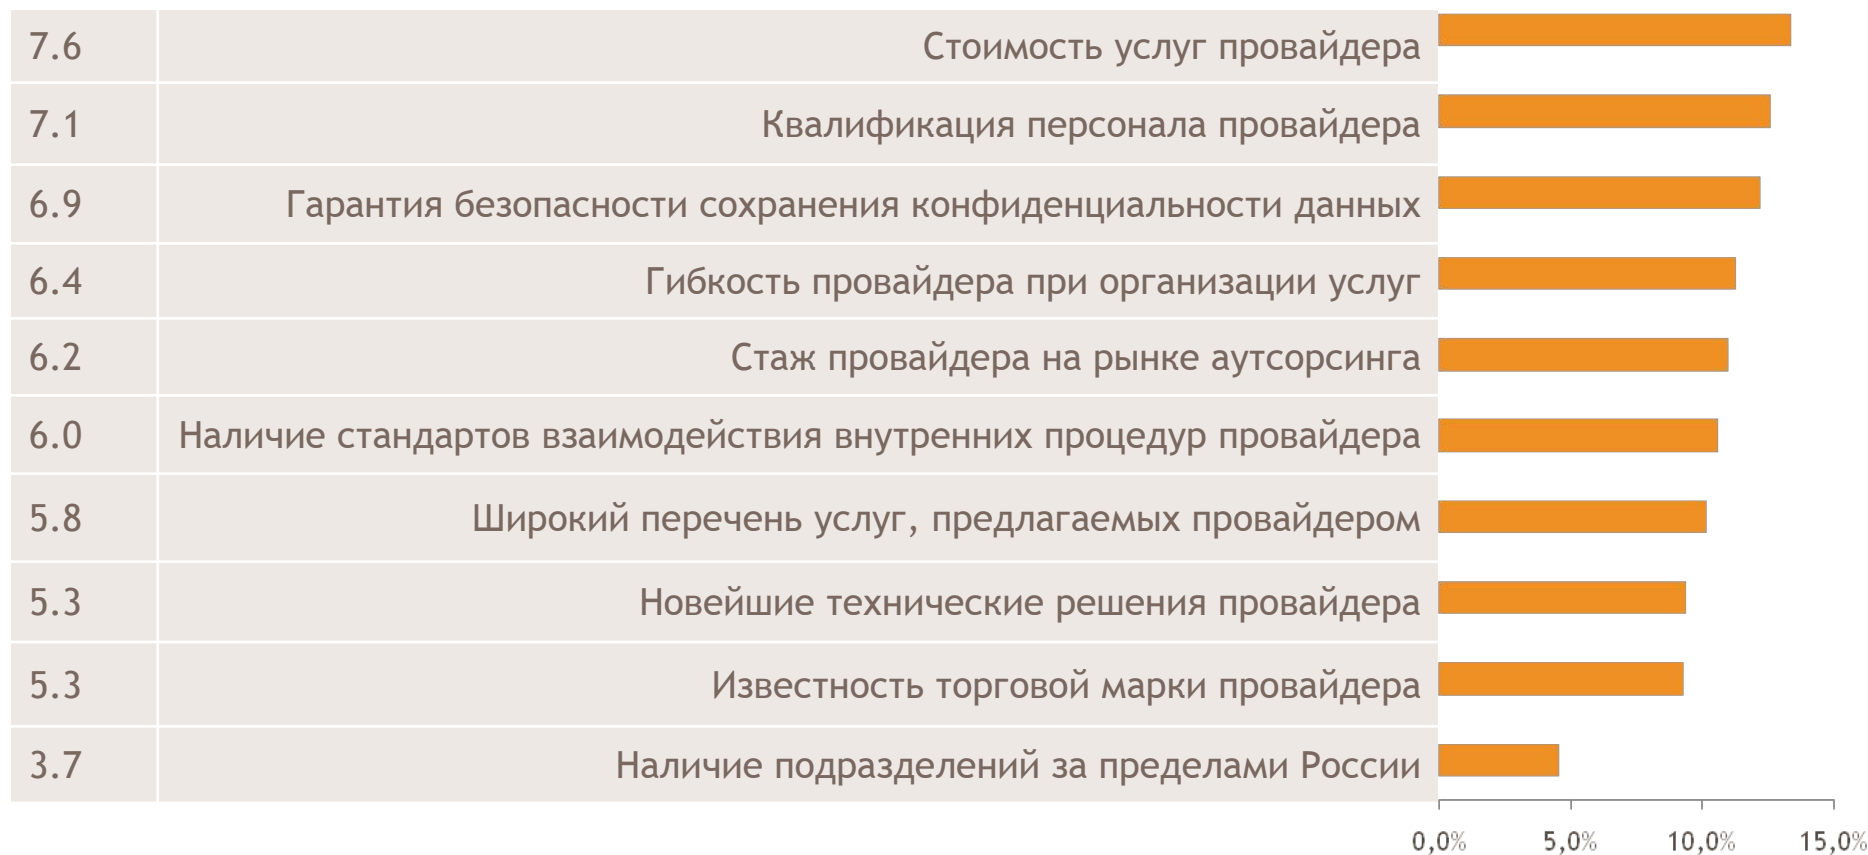 7.6 Стоимость услуг провайдера
7.1 Квалификация персонала провайдера
6.9 Гарантия безопасности сохранения конфиденциальности данных
6.4 Гибкость провайдера при организации услуг
6.2 Стаж провайдера на рынке аутсорсинга
6.0 Наличие стандартов взаимодействия внутренних процедур провайдера
5.8 Широкий перечень услуг, предлагаемых провайдером
5.3 Новейшие технические решения провайдера
5.3 Известность торговой марки провайдера
3.7 Наличие подразделений за пределами России
0,0% 5,0% 10,0% 15,0%